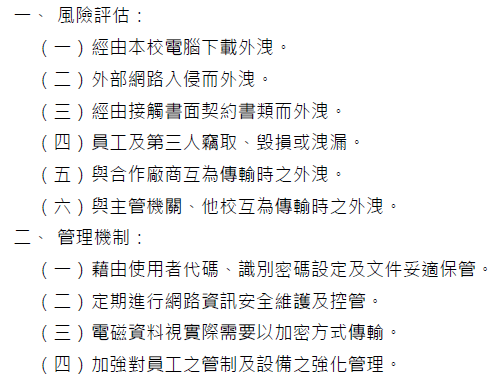 一、 風險評估：
（一）經由本校電腦下載外洩。
（二）外部網路入侵而外洩。
（三）經由接觸書面契約書類而外洩。
（四）員工及第三人竊取、毀損或洩漏。
（五）與合作廠商互為傳輸時之外洩。
（六）與主管機關、他校互為傳輸時之外洩。
二、 管理機制：
（一）藉由使用者代碼、識別密碼設定及文件妥適保管。
（二）定期進行網路資訊安全維護及控管。
（三）電磁資料視實際需要以加密方式傳輸。
（四）加強對員工之管制及設備之強化管理。